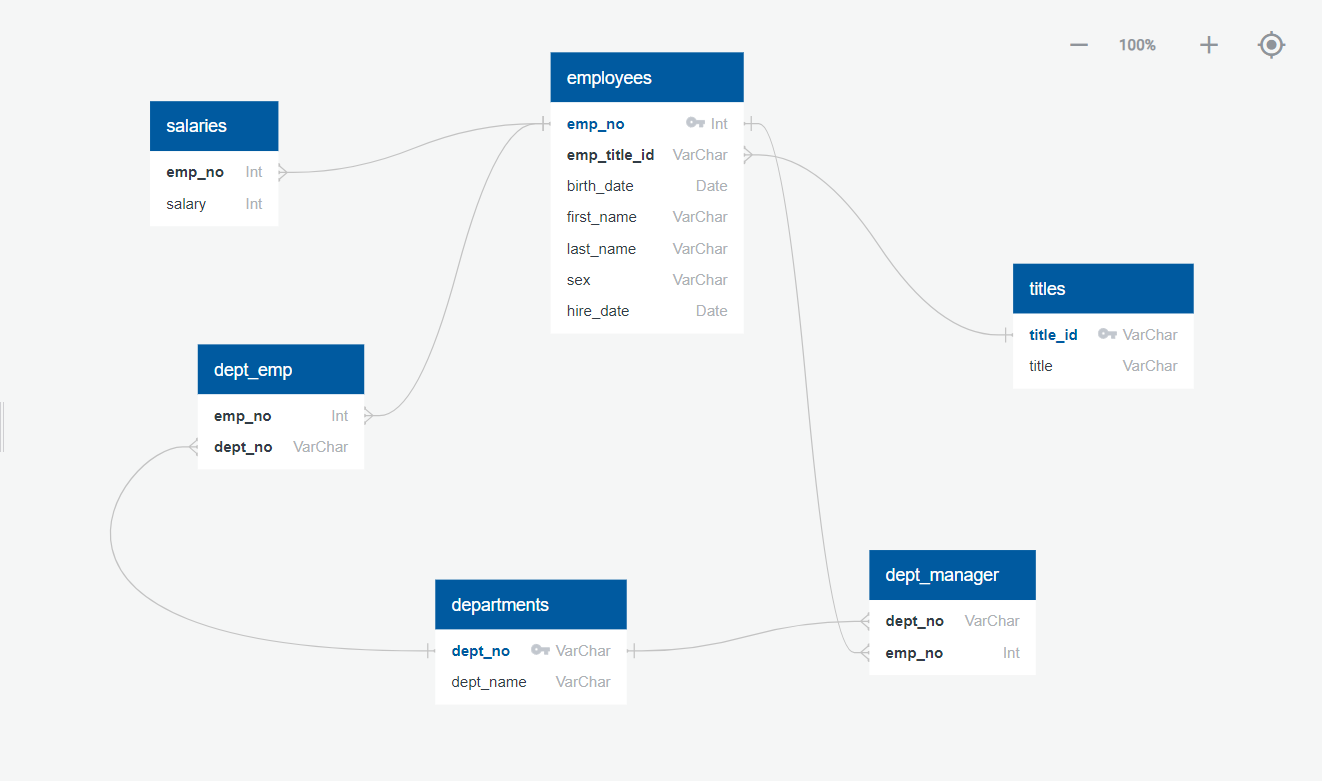 100%
employees
emp_no Int
emp_title_id VarChar
birth_date Date
first_name VarChar
last_name VarChar
sex VarChar
hire_date Date
salaries
emp_no Int
salary Int
titles
title_id VarChar
title VarChar
dept_emp
emp_no Int
dept_no VarChar
departments
dept_no VarChar
dept_name VarChar
dept_manager
dept_no VarChar
emp_no Int